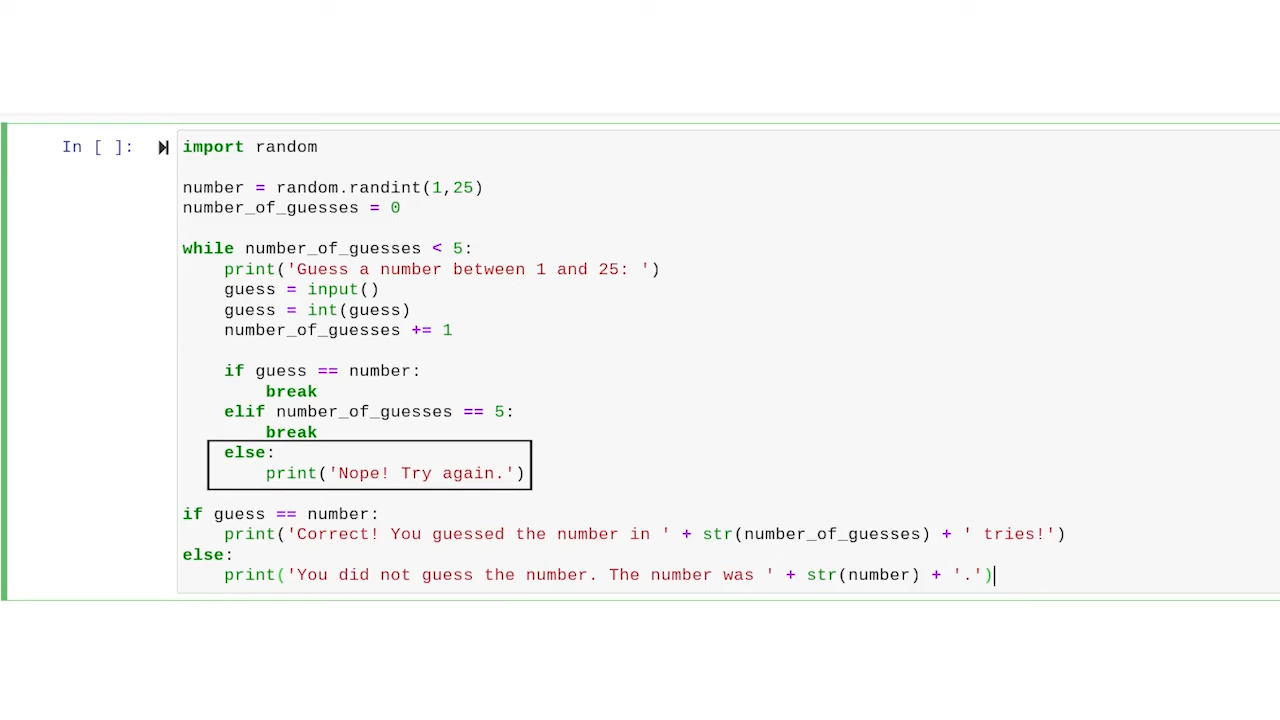 In [ ]:
import random

number = random.randint(1,25)
number_of_guesses = 0

while number_of_guesses < 5:
    print('Guess a number between 1 and 25: ')
    guess = input()
    guess = int(guess)
    number_of_guesses += 1

    if guess == number:
        break
    elif number_of_guesses == 5:
        break
    else:
        print('Nope! Try again.')

if guess == number:
    print('Correct! You guessed the number in ' + str(number_of_guesses) + ' tries!')
else:
    print('You did not guess the number. The number was ' + str(number) + '.')